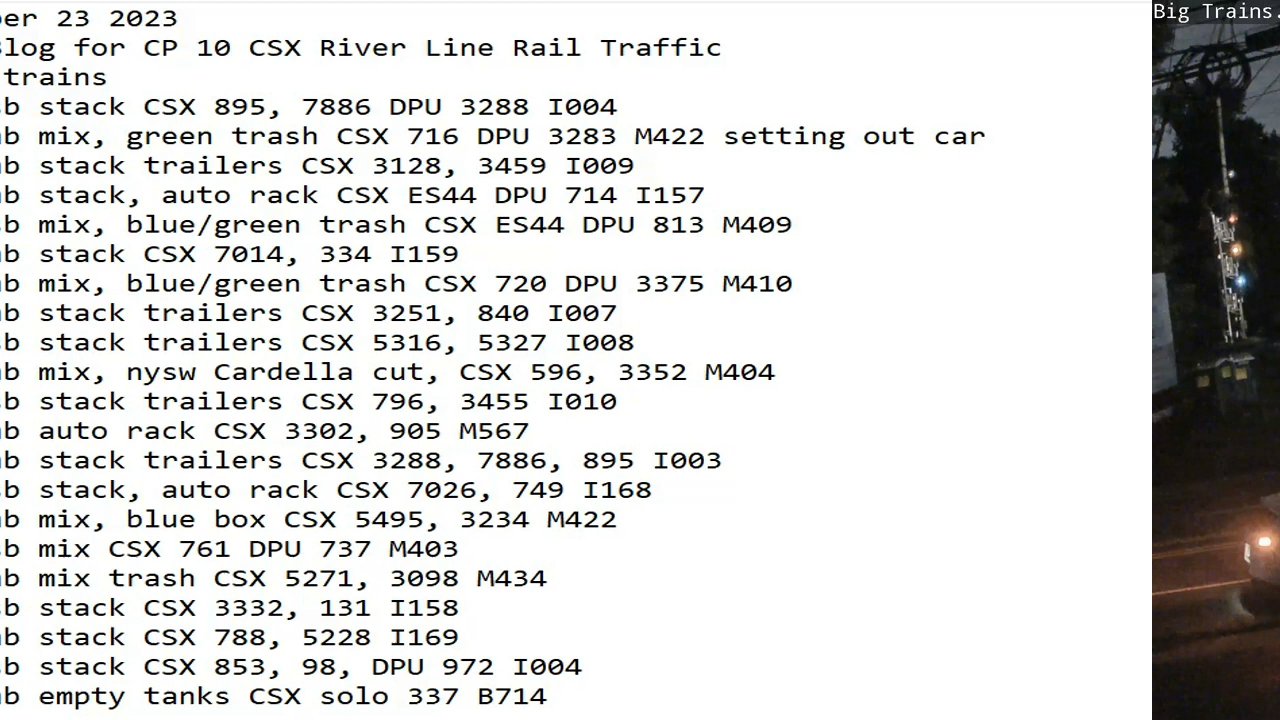 er 23 2023
log for CP 10 CSX River Line Rail Traffic
trains
b stack CSX 895, 7886 DPU 3288 I004
b mix, green trash CSX 716 DPU 3283 M422 setting out car
b stack trailers CSX 3128, 3459 I009
b stack, auto rack CSX ES44 DPU 714 I157
b mix, blue/green trash CSX ES44 DPU 813 M409
b stack CSX 7014, 334 I159
b mix, blue/green trash CSX 720 DPU 3375 M410
b stack trailers CSX 3251, 840 I007
b stack trailers CSX 5316, 5327 I008
b mix, nysw Cardella cut, CSX 596, 3352 M404
b stack trailers CSX 796, 3455 I010
b auto rack CSX 3302, 905 M567
b stack trailers CSX 3288, 7886, 895 I003
b stack, auto rack CSX 7026, 749 I168
b mix, blue box CSX 5495, 3234 M422
b mix CSX 761 DPU 737 M403
b mix trash CSX 5271, 3098 M434
b stack CSX 3332, 131 I158
b stack CSX 788, 5228 I169
b stack CSX 853, 98, DPU 972 I004
b empty tanks CSX solo 337 B714
Big Trains.